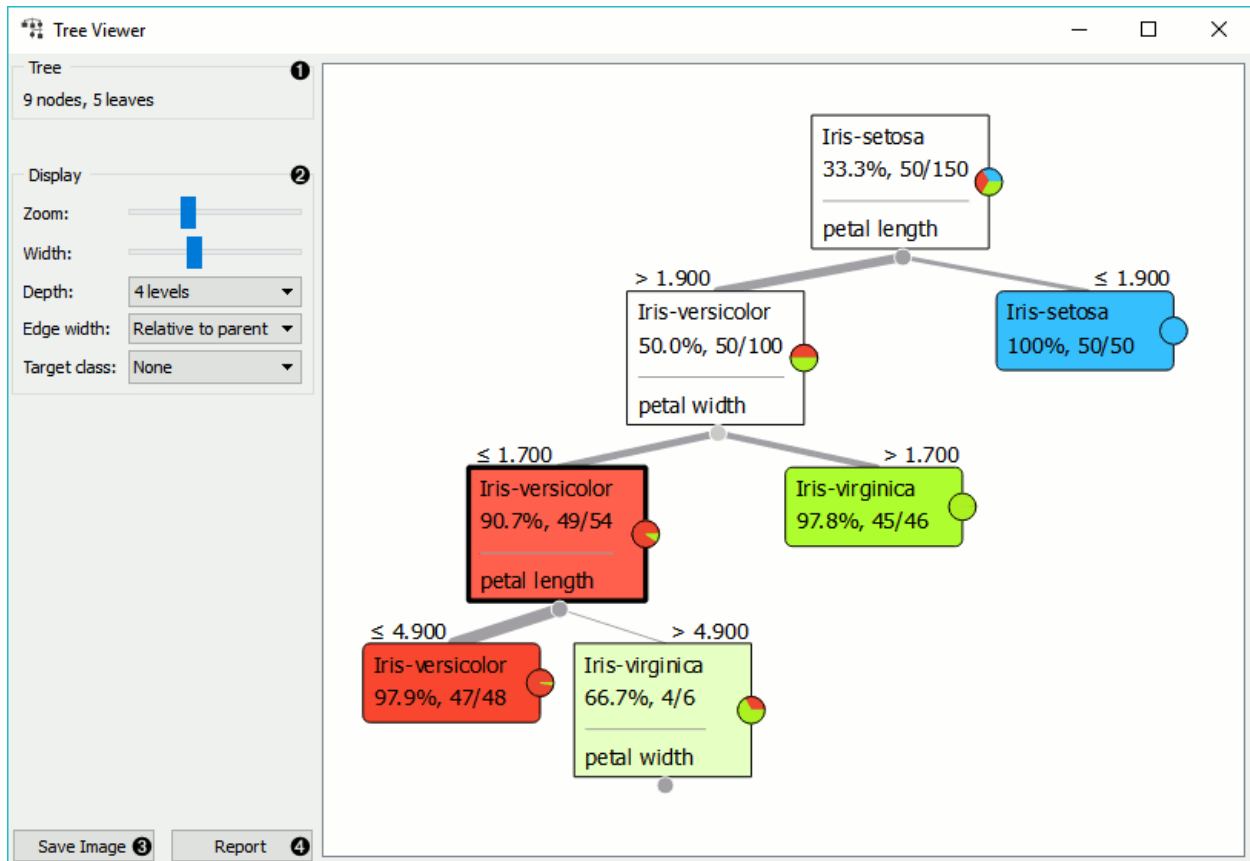 Tree Viewer
Tree ❶
9 nodes, 5 leaves
Display ❷
Zoom:
Width:
Depth: 4 levels
Edge width: Relative to parent
Target class: None
Save Image ❸
Report ❹
Iris-setosa
33.3%, 50/150
petal length
> 1.900
≤ 1.900
Iris-versicolor
50.0%, 50/100
petal width
Iris-setosa
100%, 50/50
≤ 1.700
> 1.700
Iris-versicolor
90.7%, 49/54
petal length
Iris-virginica
97.8%, 45/46
≤ 4.900
> 4.900
Iris-versicolor
97.9%, 47/48
Iris-virginica
66.7%, 4/6
petal width